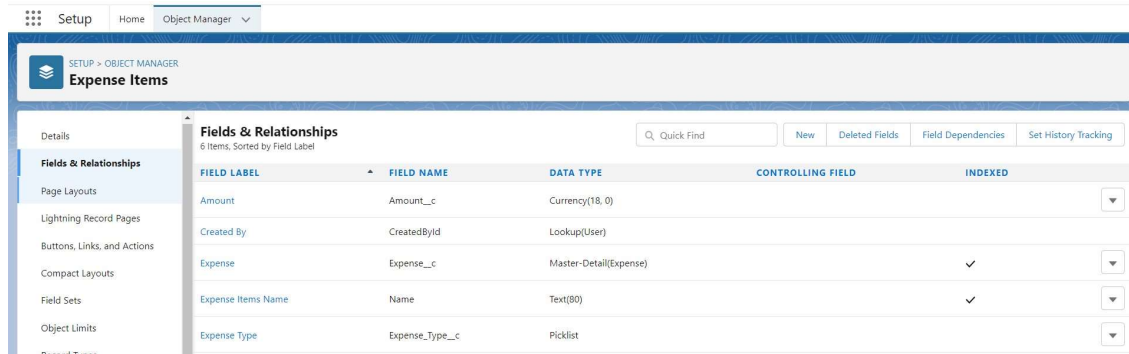 Setup Home Object Manager
SETUP > OBJECT MANAGER
Expense Items
Details
Fields & Relationships
Page Layouts
Lightning Record Pages
Buttons, Links, and Actions
Compact Layouts
Field Sets
Object Limits
Record Types
Fields & Relationships
6 Items, Sorted by Field Label
Quick Find New Deleted Fields Field Dependencies Set History Tracking
FIELD LABEL FIELD NAME DATA TYPE CONTROLLING FIELD INDEXED
Amount Amount__c Currency(18, 0)
Created By CreatedById Lookup(User)
Expense Expense__c Master-Detail(Expense)
Expense Items Name Name Text(80)
Expense Type Expense_Type__c Picklist